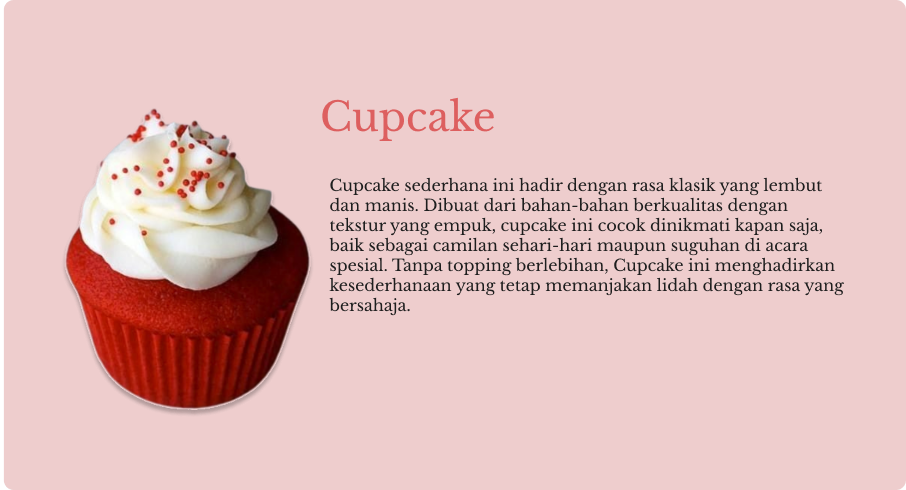 Cupcake
Cupcake sederhana ini hadir dengan rasa klasik yang lembut
dan manis. Dibuat dari bahan-bahan berkualitas dengan
tekstur yang empuk, cupcake ini cocok dinikmati kapan saja,
baik sebagai camilan sehari-hari maupun suguhan di acara
spesial. Tanpa topping berlebihan, Cupcake ini menghadirkan
kesederhanaan yang tetap memanjakan lidah dengan rasa yang
bersahaja.